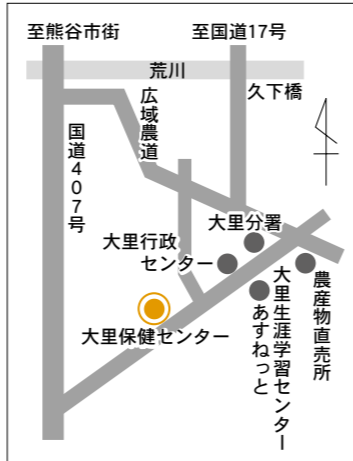 至熊谷市街
至国道17号
荒川
久下橋
広域農道
国道407号
大里分署
大里行政
センター
大里保健センター
農産物直売所
大里生涯学習センター
あすねっと